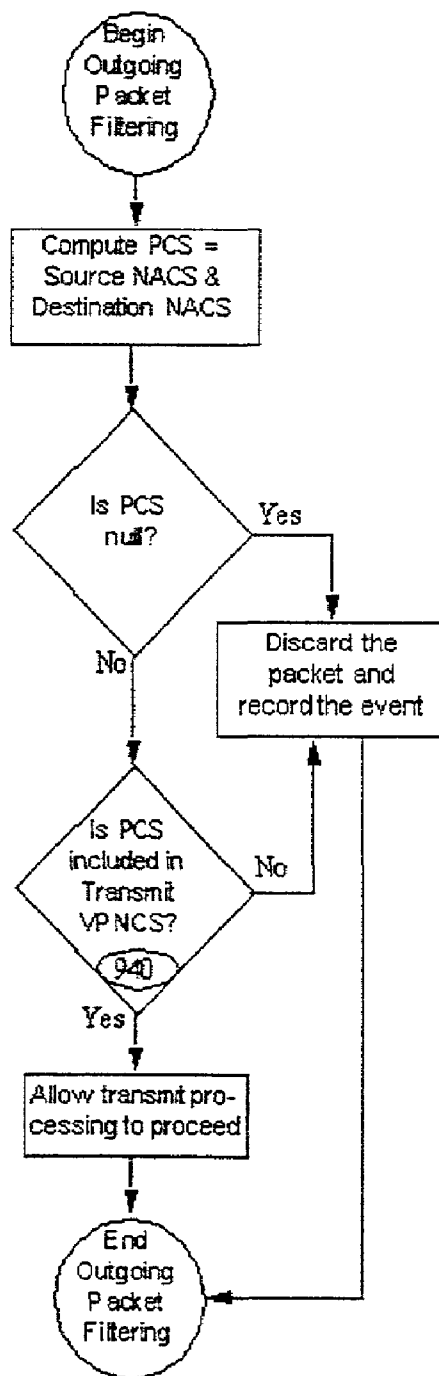 Begin
Outgoing
Packet
Filtering
Compute PCS =
Source NACS &
Destination NACS
Is PCS
null?
Yes
No
Discard the
packet and
record the event
Is PCS
included in
Transmit
VPNCS?
940
No
Yes
Allow transmit pro-
cessing to proceed
End
Outgoing
Packet
Filtering